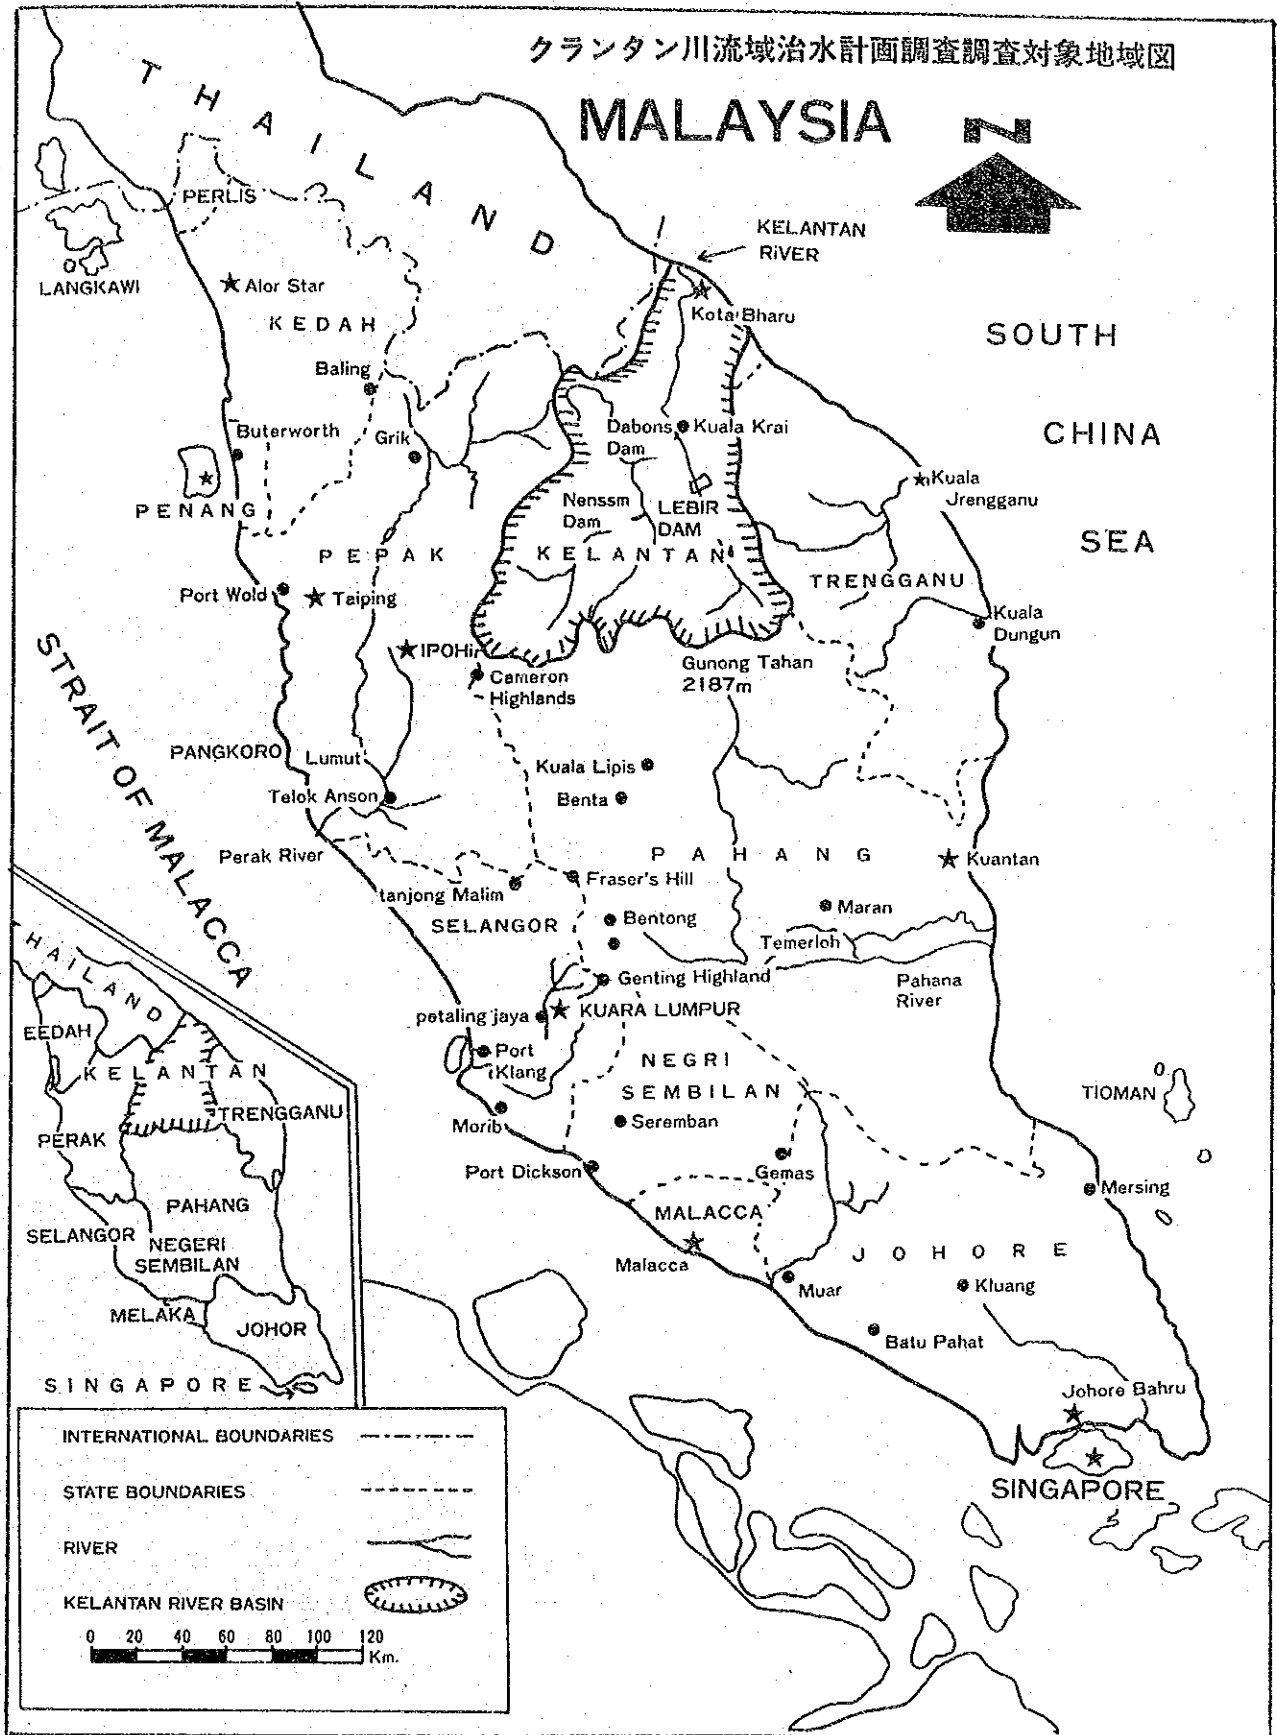 クランタン川流域治水計画調査調査対象地域図
MALAYSIA
N
THAILAND
PERLIS
LANGKAWI
Alor Star
KEDAH
Baling
KELANTAN
RIVER
Kota Bharu
SOUTH
CHINA
SEA
Buterworth
Grik
Dabons
Dam
Kuala Krai
PENANG
Nenssm
Dam
LEBIR
DAM
Kuala
Jrengganu
PEPAK
KELANTAN
TRENGGANU
Port Wold
Taiping
Kuala
Dungun
IPOH
Cameron
Highlands
Gunong Tahan
2187m
STRAIT OF MALACCA
PANGKORO
Lumut
Kuala Lipis
Telok Anson
Benta
Perak River
PAHANG
Kuantan
tanjong Malim
Fraser's Hill
SELANGOR
Bentong
Maran
Temerloh
Genting Highland
Pahana
River
petaling jaya
KUARA LUMPUR
Port
Klang
NEGRI
SEMBILAN
TIOMAN
Morib
Seremban
Port Dickson
Gemas
Mersing
MALACCA
Malacca
JOHORE
Muar
Kluang
Batu Pahat
Johore Bahru
SINGAPORE
HAILAND
EEDAH
KELANTAN
TRENGGANU
PERAK
PAHANG
SELANGOR
NEGERI
SEMBILAN
MELAKA
JOHOR
SINGAPORE
INTERNATIONAL BOUNDARIES
STATE BOUNDARIES
RIVER
KELANTAN RIVER BASIN
0 20 40 60 80 100 120
Km.